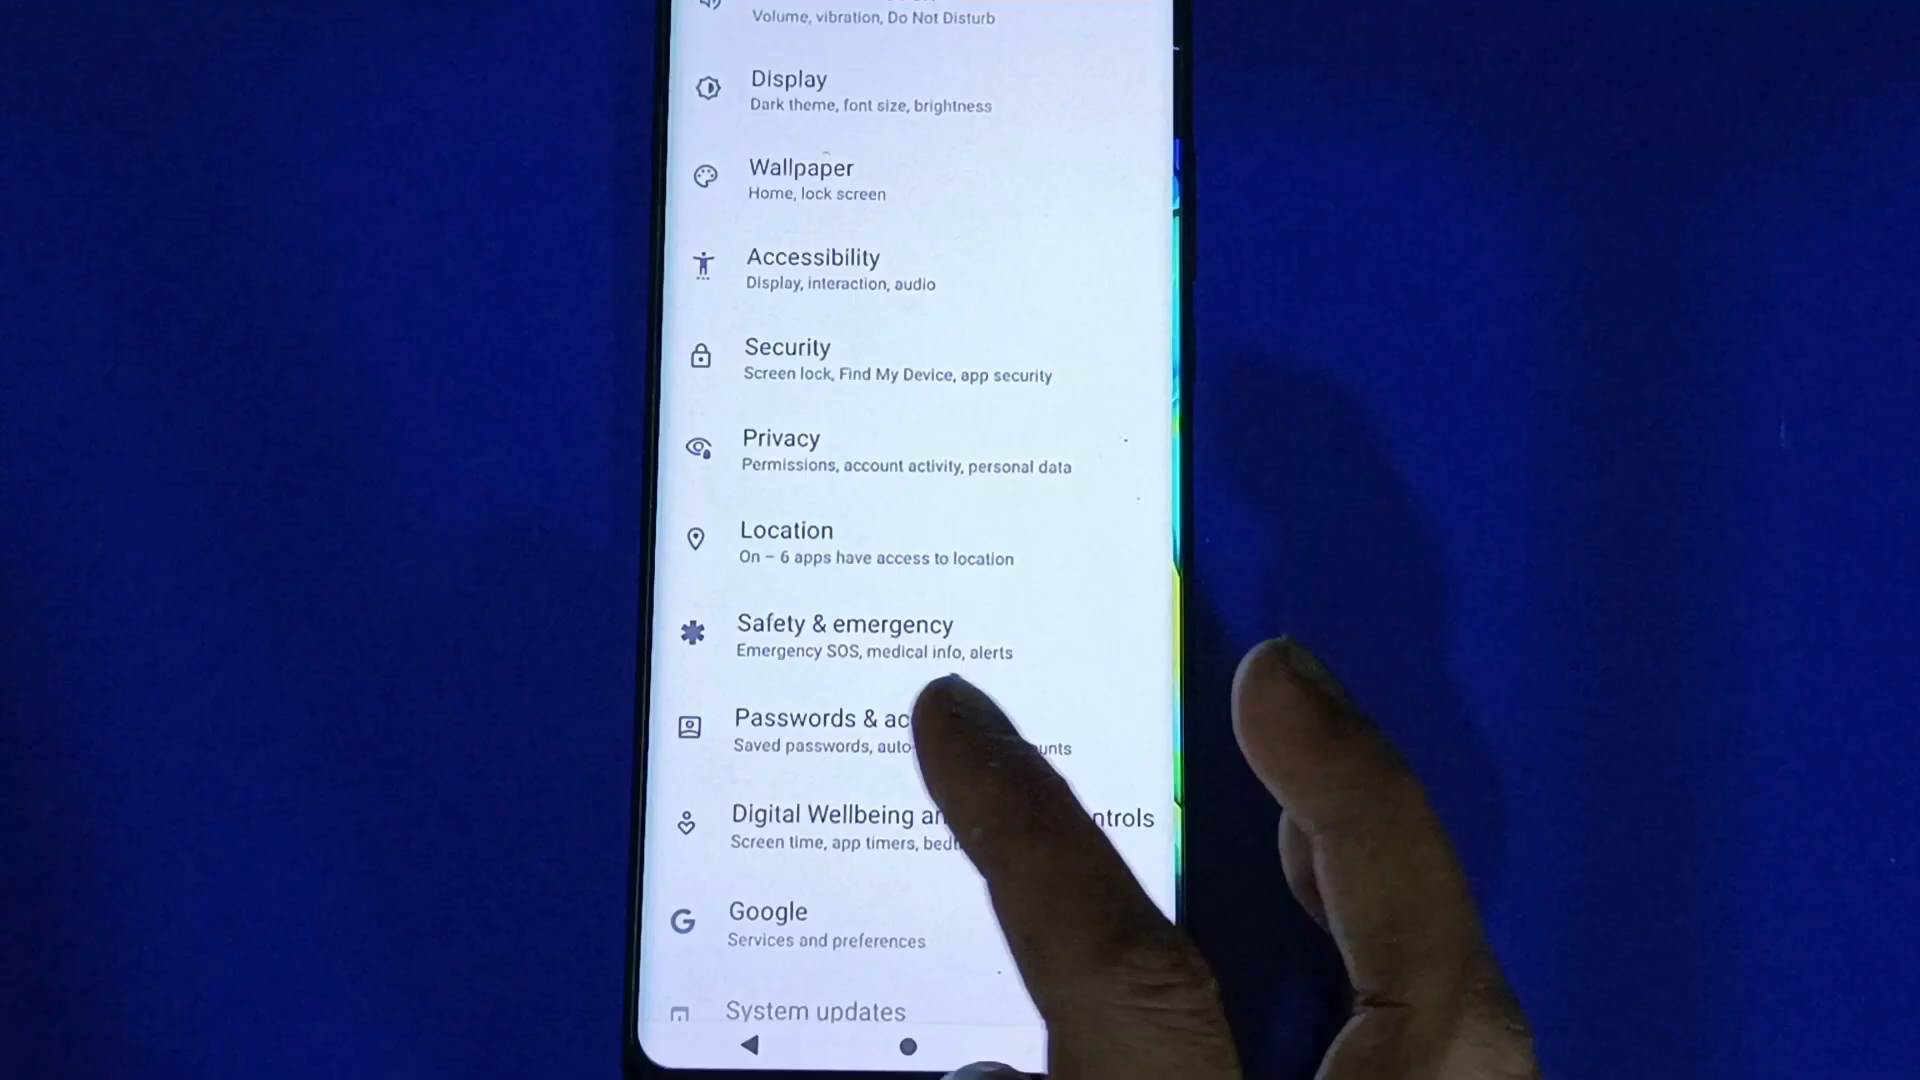 Volume, vibration, Do Not Disturb
Display
Dark theme, font size, brightness
Wallpaper
Home, lock screen
Accessibility
Display, interaction, audio
Security
Screen lock, Find My Device, app security
Privacy
Permissions, account activity, personal data
Location
On – 6 apps have access to location
Safety & emergency
Emergency SOS, medical info, alerts
Passwords & ac
Saved passwords, auto unts
Digital Wellbeing an ntrols
Screen time, app timers, bedt
Google
Services and preferences
System updates